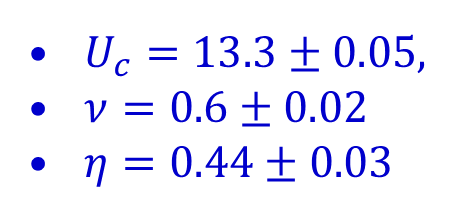 • U_c = 13.3 ± 0.05,
• ν = 0.6 ± 0.02
• η = 0.44 ± 0.03